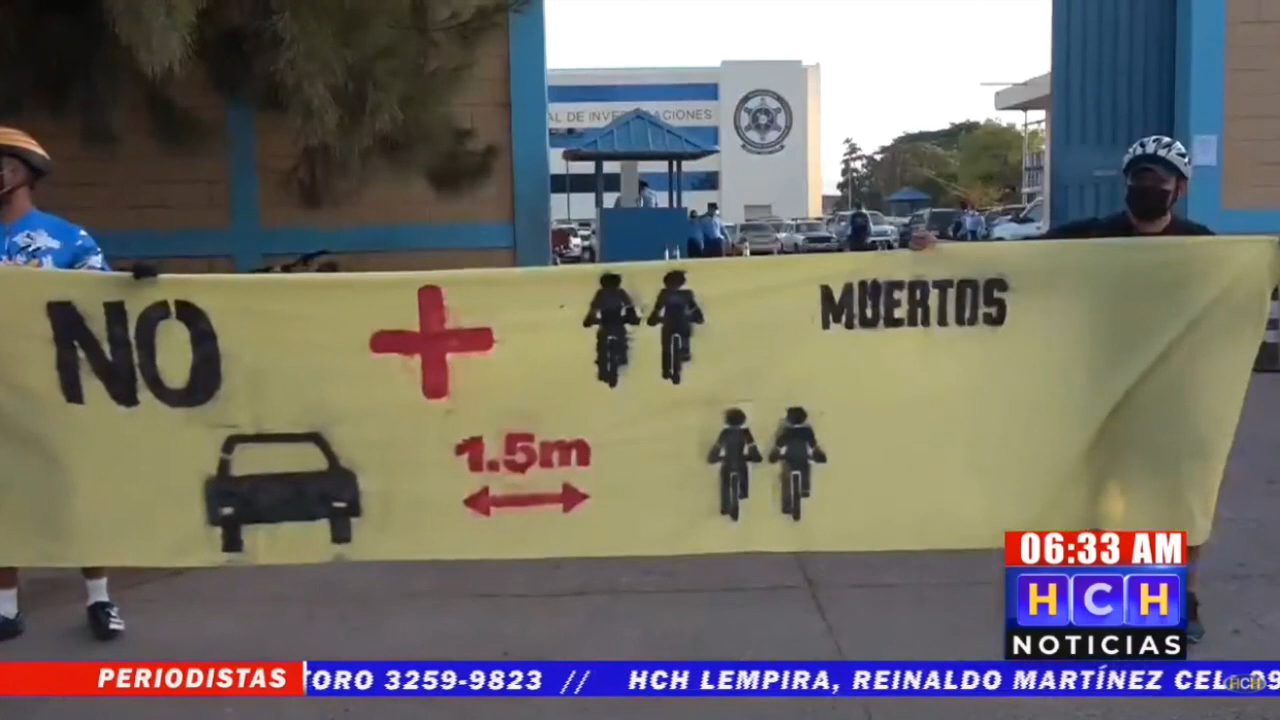 AL DE INVESTIGACIONES
NO + MUERTOS
1.5m
06:33 AM
HCH
NOTICIAS
PERIODISTAS
TORO 3259-9823 // HCH LEMPIRA, REINALDO MARTÍNEZ CEL.
HCH